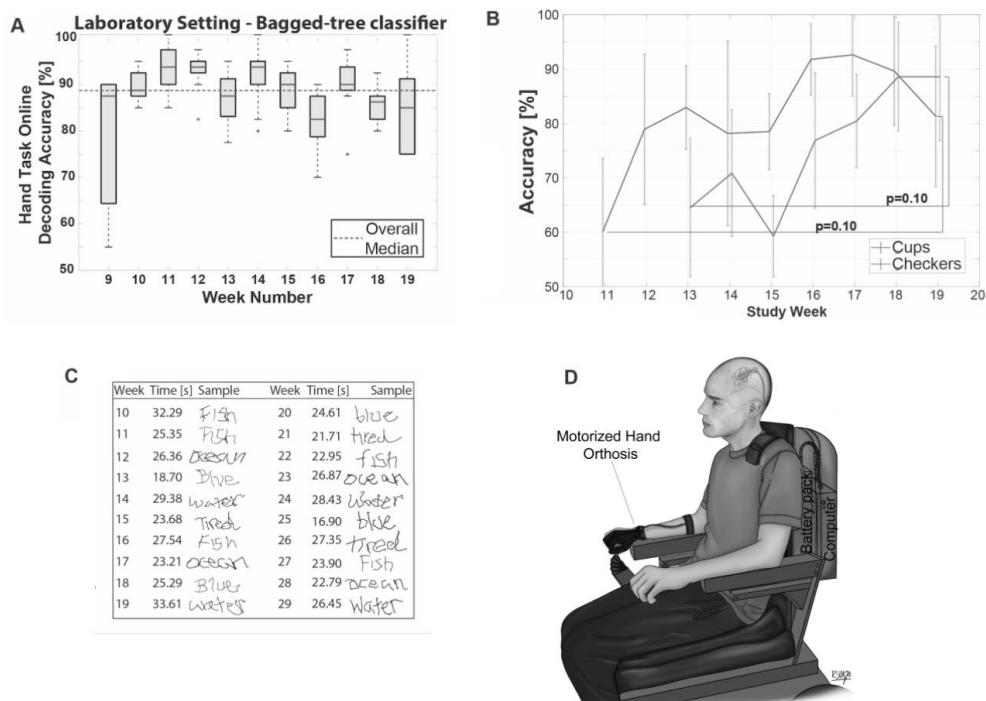 A
Laboratory Setting - Bagged-tree classifier
Hand Task Online
Decoding Accuracy [%]
100
90
80
70
60
50
9 10 11 12 13 14 15 16 17 18 19
Week Number
Overall
Median
B
Accuracy [%]
100
90
80
70
60
50
p=0.10
p=0.10
Cups
Checkers
10 11 12 13 14 15 16 17 18 19 20
Study Week
C
Week Time [s] Sample Week Time [s] Sample
10 32.29 Fish 20 24.61 blue
11 25.35 Fish 21 21.71 tired
12 26.36 ocean 22 22.95 fish
13 18.70 Blue 23 26.87 ocean
14 29.38 water 24 28.43 water
15 23.68 Tired 25 16.90 blue
16 27.54 Fish 26 27.35 tired
17 23.21 ocean 27 23.90 Fish
18 25.29 Blue 28 22.79 ocean
19 33.61 water 29 26.45 Water
D
Motorized Hand
Orthosis
Battery pack
Computer